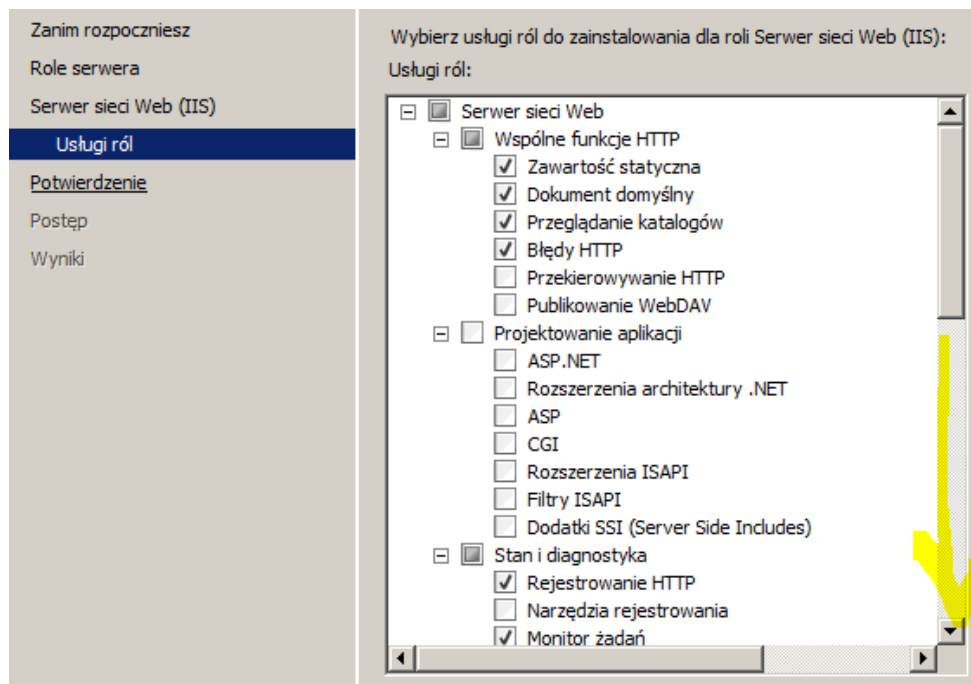 Zanim rozpoczniesz
Role serwera
Serwer sieci Web (IIS)
Usługi ról
Potwierdzenie
Postęp
Wyniki
Wybierz usługi ról do zainstalowania dla roli Serwer sieci Web (IIS):
Usługi ról:
Serwer sieci Web
Wspólne funkcje HTTP
Zawartość statyczna
Dokument domyślny
Przeglądanie katalogów
Błędy HTTP
Przekierowywanie HTTP
Publikowanie WebDAV
Projektowanie aplikacji
ASP.NET
Rozszerzenia architektury .NET
ASP
CGI
Rozszerzenia ISAPI
Filtry ISAPI
Dodatki SSI (Server Side Includes)
Stan i diagnostyka
Rejestrowanie HTTP
Narzędzia rejestrowania
Monitor żądań